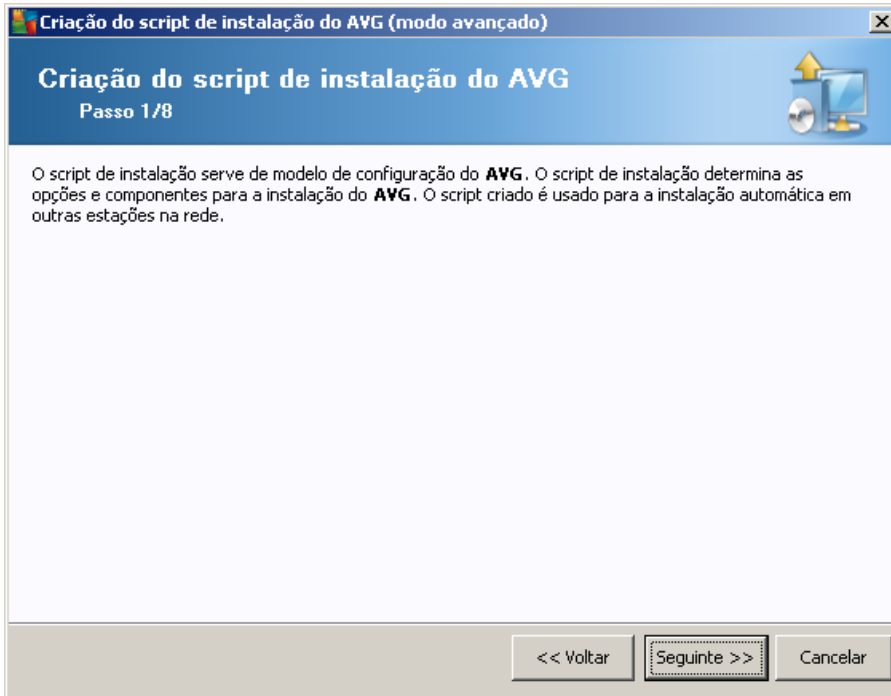 Criação do script de instalação do AVG (modo avançado)
Criação do script de instalação do AVG
Passo 1/8
O script de instalação serve de modelo de configuração do AVG. O script de instalação determina as
opções e componentes para a instalação do AVG. O script criado é usado para a instalação automática em
outras estações na rede.
<< Voltar
Seguinte >>
Cancelar